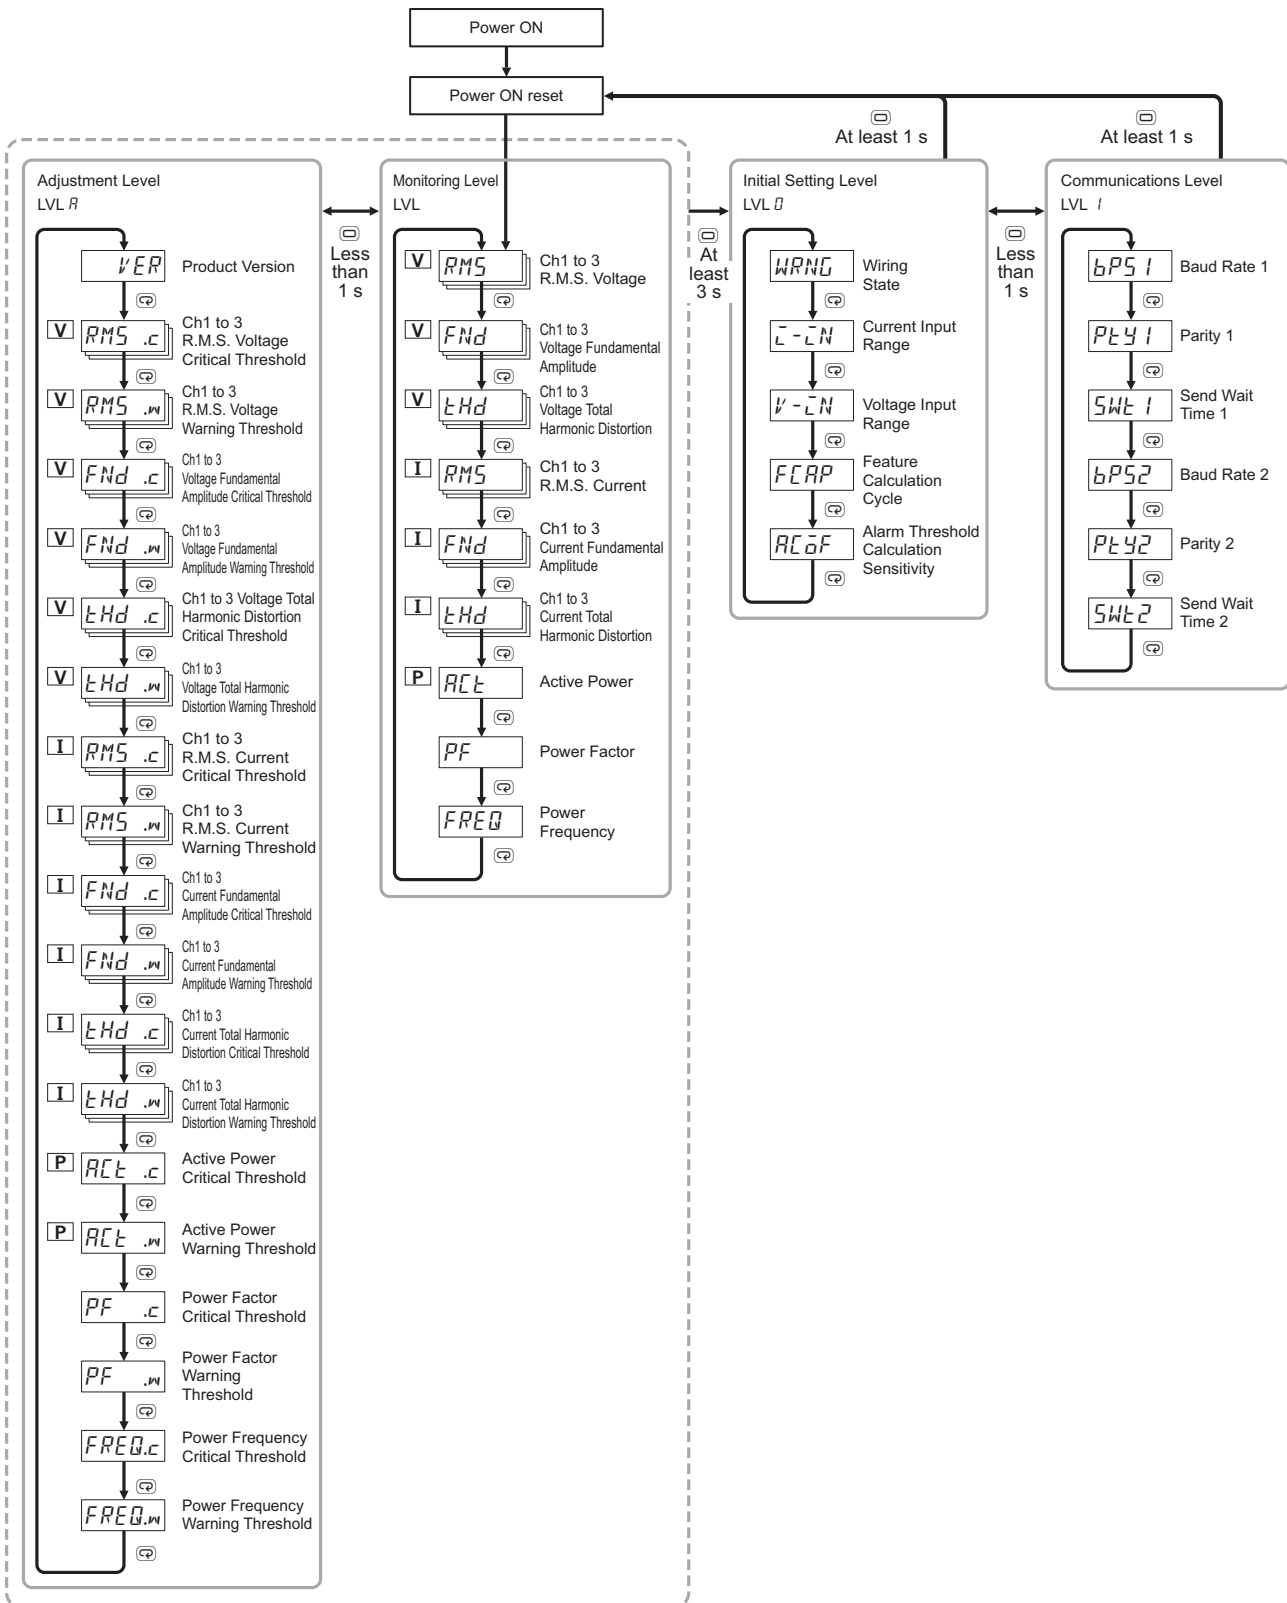 Power ON
Power ON reset
At least 1 s
At least 1 s
Adjustment Level
LVL A
VER
Product Version
V
RMS .c
Ch1 to 3
R.M.S. Voltage
Critical Threshold
V
RMS .w
Ch1 to 3
R.M.S. Voltage
Warning Threshold
V
FNd .c
Ch1 to 3
Voltage Fundamental
Amplitude Critical Threshold
V
FNd .w
Ch1 to 3
Voltage Fundamental
Amplitude Warning Threshold
V
tHd .c
Ch1 to 3 Voltage Total
Harmonic Distortion
Critical Threshold
V
tHd .w
Ch1 to 3
Voltage Total Harmonic
Distortion Warning Threshold
I
RMS .c
Ch1 to 3
R.M.S. Current
Critical Threshold
I
RMS .w
Ch1 to 3
R.M.S. Current
Warning Threshold
I
FNd .c
Ch1 to 3
Current Fundamental
Amplitude Critical Threshold
I
FNd .w
Ch1 to 3
Current Fundamental
Amplitude Warning Threshold
I
tHd .c
Ch1 to 3
Current Total Harmonic
Distortion Critical Threshold
I
tHd .w
Ch1 to 3
Current Total Harmonic
Distortion Warning Threshold
P
ACt .c
Active Power
Critical Threshold
P
ACt .w
Active Power
Warning Threshold
PF .c
Power Factor
Critical Threshold
PF .w
Power Factor
Warning
Threshold
FREQ.c
Power Frequency
Critical Threshold
FREQ.w
Power Frequency
Warning Threshold
Less
than
1 s
Monitoring Level
LVL
V
RMS
Ch1 to 3
R.M.S. Voltage
V
FNd
Ch1 to 3
Voltage Fundamental
Amplitude
V
tHd
Ch1 to 3
Voltage Total
Harmonic Distortion
I
RMS
Ch1 to 3
R.M.S. Current
I
FNd
Ch1 to 3
Current Fundamental
Amplitude
I
tHd
Ch1 to 3
Current Total
Harmonic Distortion
P
ACt
Active Power
PF
Power Factor
FREQ
Power
Frequency
At
least
3 s
Initial Setting Level
LVL 0
WRNG
Wiring
State
i-iN
Current Input
Range
V-iN
Voltage Input
Range
FCAP
Feature
Calculation
Cycle
ACoF
Alarm Threshold
Calculation
Sensitivity
Less
than
1 s
Communications Level
LVL 1
bPS1
Baud Rate 1
PtY1
Parity 1
SWt1
Send Wait
Time 1
bPS2
Baud Rate 2
PtY2
Parity 2
SWt2
Send Wait
Time 2